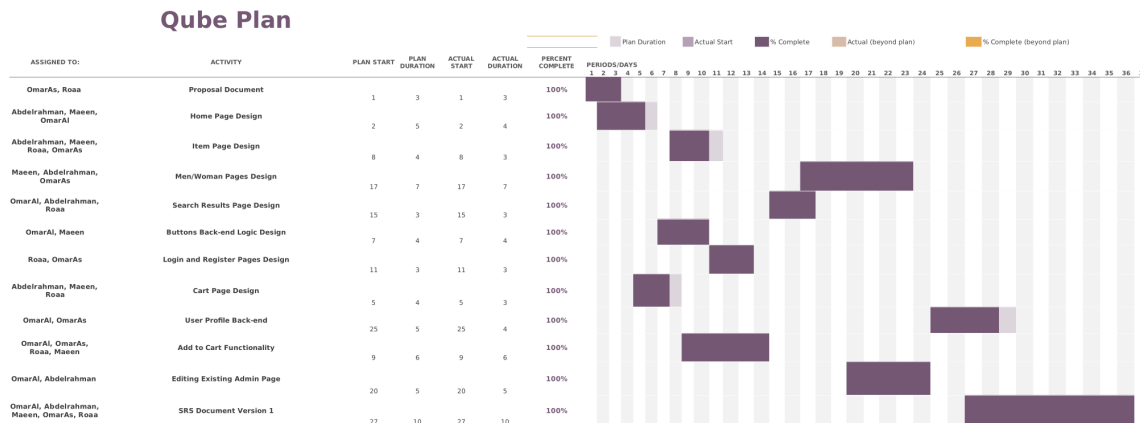 Qube Plan
Plan Duration Actual Start % Complete Actual (beyond plan) % Complete (beyond plan)
ASSIGNED TO: ACTIVITY PLAN START PLAN DURATION ACTUAL START ACTUAL DURATION PERCENT COMPLETE PERIODS/DAYS
1 2 3 4 5 6 7 8 9 10 11 12 13 14 15 16 17 18 19 20 21 22 23 24 25 26 27 28 29 30 31 32 33 34 35 36
OmarAs, Roaa Proposal Document 1 3 1 3 100%
Abdelrahman, Maeen, OmarAl Home Page Design 2 5 2 4 100%
Abdelrahman, Maeen, Roaa, OmarAs Item Page Design 8 4 8 3 100%
Maeen, Abdelrahman, OmarAs Men/Woman Pages Design 17 7 17 7 100%
OmarAl, Abdelrahman, Roaa Search Results Page Design 15 3 15 3 100%
OmarAl, Maeen Buttons Back-end Logic Design 7 4 7 4 100%
Roaa, OmarAs Login and Register Pages Design 11 3 11 3 100%
Abdelrahman, Maeen, Roaa Cart Page Design 5 4 5 3 100%
OmarAl, OmarAs User Profile Back-end 25 5 25 4 100%
OmarAl, OmarAs, Roaa, Maeen Add to Cart Functionality 9 6 9 6 100%
OmarAl, Abdelrahman Editing Existing Admin Page 20 5 20 5 100%
OmarAl, Abdelrahman, Maeen, OmarAs, Roaa SRS Document Version 1 27 10 27 10 100%